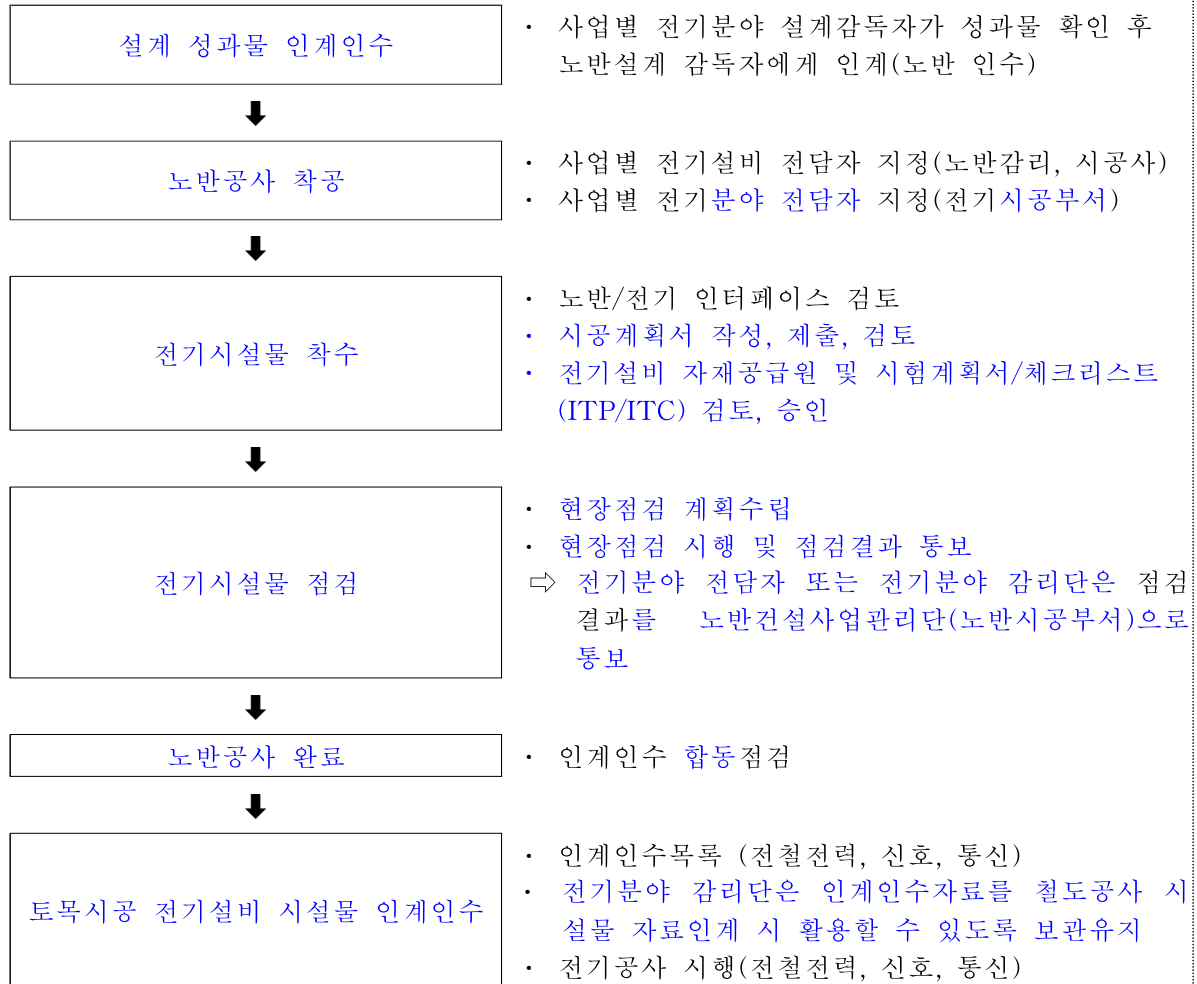 설계 성과물 인계인수
· 사업별 전기분야 설계감독자가 성과물 확인 후
노반설계 감독자에게 인계(노반 인수)
노반공사 착공
· 사업별 전기설비 전담자 지정(노반감리, 시공사)
· 사업별 전기분야 전담자 지정(전기시공부서)
전기시설물 착수
· 노반/전기 인터페이스 검토
· 시공계획서 작성, 제출, 검토
· 전기설비 자재공급원 및 시험계획서/체크리스트
(ITP/ITC) 검토, 승인
전기시설물 점검
· 현장점검 계획수립
· 현장점검 시행 및 점검결과 통보
⇨ 전기분야 전담자 또는 전기분야 감리단은 점검
결과를 노반건설사업관리단(노반시공부서)으로
통보
노반공사 완료
· 인계인수 합동점검
토목시공 전기설비 시설물 인계인수
· 인계인수목록 (전철전력, 신호, 통신)
· 전기분야 감리단은 인계인수자료를 철도공사 시
설물 자료인계 시 활용할 수 있도록 보관유지
· 전기공사 시행(전철전력, 신호, 통신)